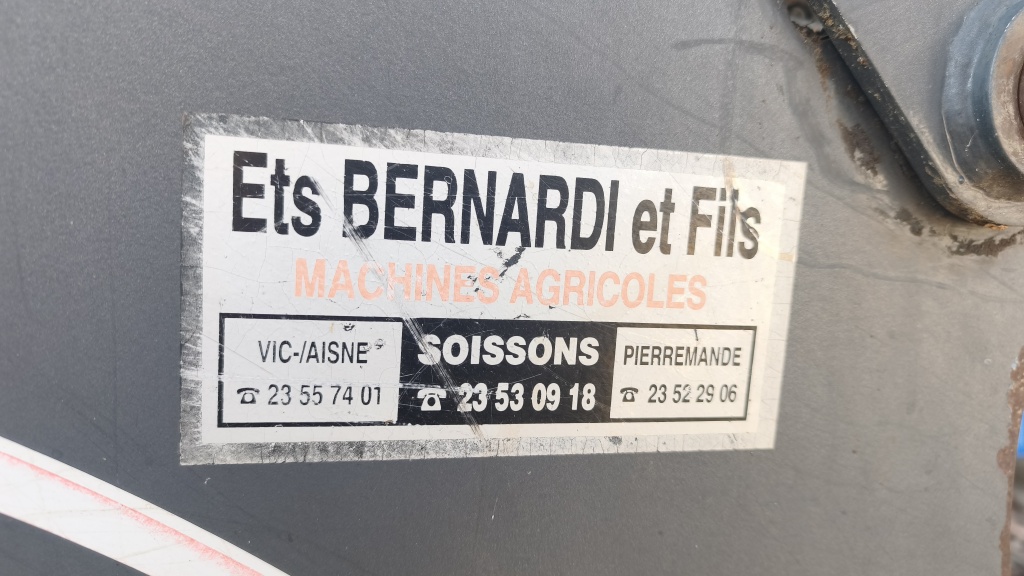 Ets BERNARDI et Fils
MACHINES AGRICOLES
VIC-/AISNE
☎ 23 55 74 01
SOISSONS
☎ 23 53 09 18
PIERREMANDE
☎ 23 52 29 06